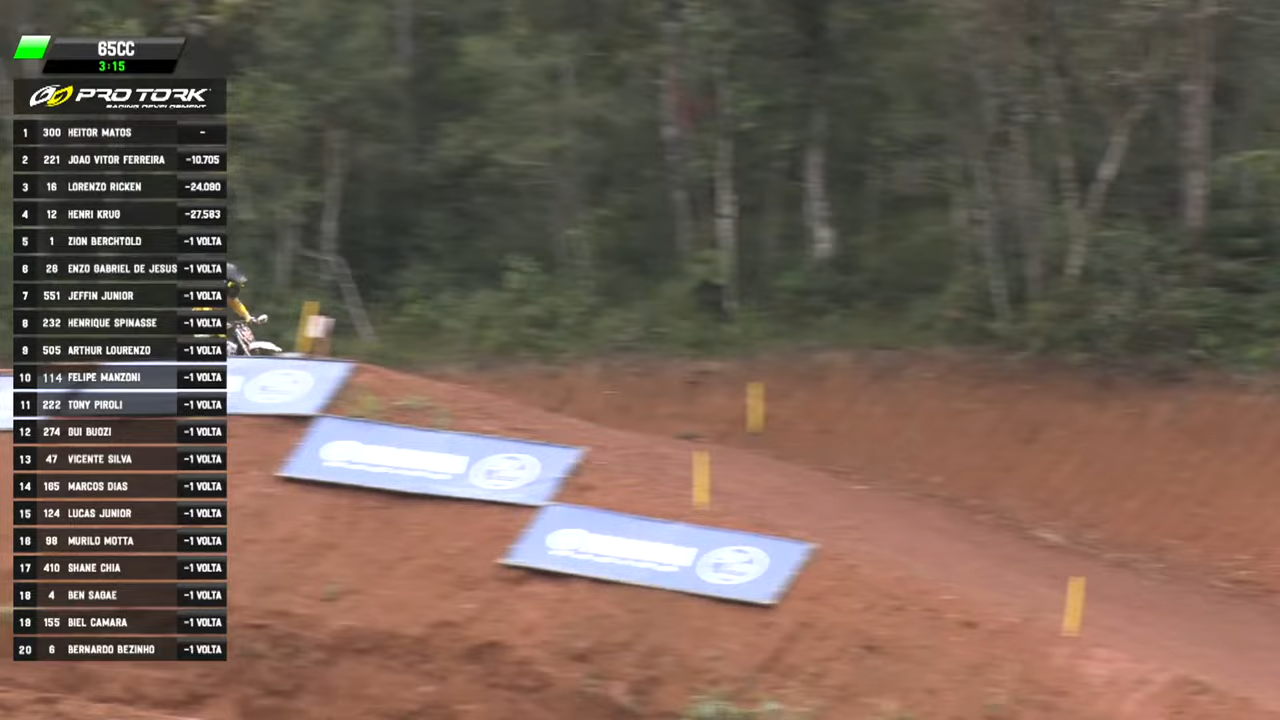 65CC
3:15
PRO TORK
RACING DEVELOPMENT
1 300 HEITOR MATOS -
2 221 JOAO VITOR FERREIRA -10.705
3 16 LORENZO RICKEN -24.090
4 12 HENRI KRUG -27.583
5 1 ZION BERCHTOLD -1 VOLTA
6 26 ENZO GABRIEL DE JESUS -1 VOLTA
7 551 JEFFIN JUNIOR -1 VOLTA
8 232 HENRIQUE SPINASSE -1 VOLTA
9 505 ARTHUR LOURENZO -1 VOLTA
10 114 FELIPE MANZONI -1 VOLTA
11 222 TONY PIROLI -1 VOLTA
12 274 GUI BUOZI -1 VOLTA
13 47 VICENTE SILVA -1 VOLTA
14 165 MARCOS DIAS -1 VOLTA
15 124 LUCAS JUNIOR -1 VOLTA
16 98 MURILO MOTTA -1 VOLTA
17 410 SHANE CHIA -1 VOLTA
18 4 BEN SAGAE -1 VOLTA
19 155 BIEL CAMARA -1 VOLTA
20 6 BERNARDO BEZINHO -1 VOLTA